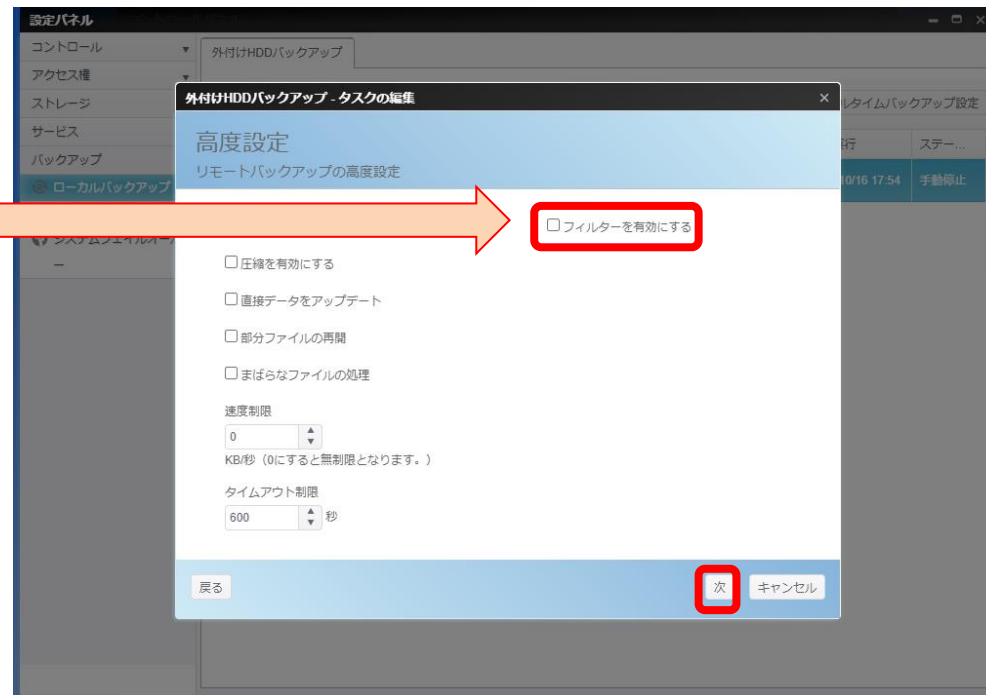 設定パネル
コントロール
アクセス権
ストレージ
サービス
バックアップ
ローカルバックアップ
外付けHDDバックアップ
ルタイムバックアップ設定
ステー...
10/16 17:54
手動停止
外付けHDDバックアップ - タスクの編集
高度設定
リモートバックアップの高度設定
フィルターを有効にする
圧縮を有効にする
直接データをアップデート
部分ファイルの再開
まばらなファイルの処理
速度制限
0
KB/秒（0にすると無制限となります。）
タイムアウト制限
600 秒
戻る
次
キャンセル